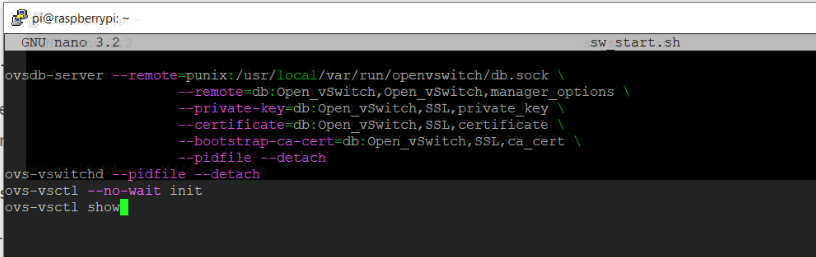 pi@raspberrypi: ~
GNU nano 3.2 sw_start.sh
ovsdb-server --remote=punix:/usr/local/var/run/openvswitch/db.sock \
--remote=db:Open_vSwitch,Open_vSwitch,manager_options \
--private-key=db:Open_vSwitch,SSL,private_key \
--certificate=db:Open_vSwitch,SSL,certificate \
--bootstrap-ca-cert=db:Open_vSwitch,SSL,ca_cert \
--pidfile --detach
ovs-vswitchd --pidfile --detach
ovs-vsctl --no-wait init
ovs-vsctl show